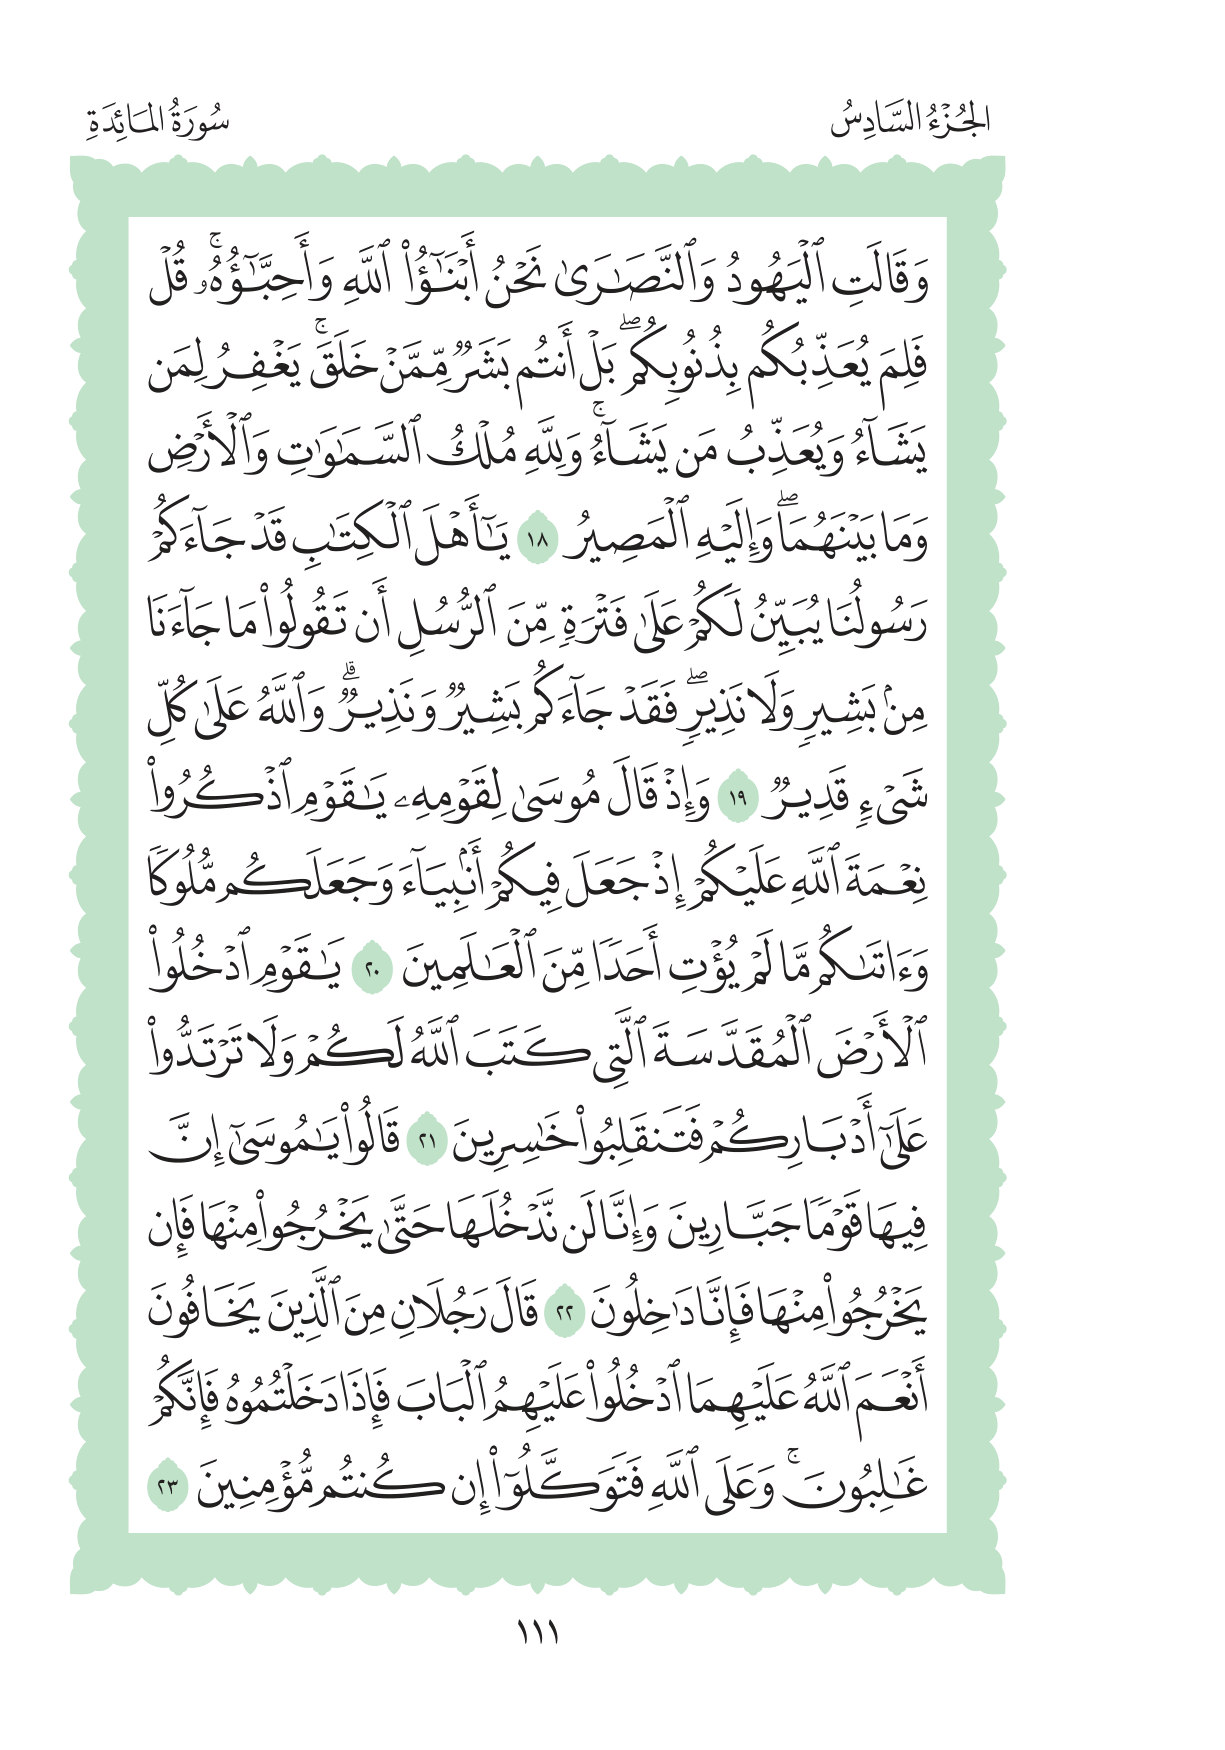 الجُزْءُ السَّادِسُ
سُورَةُ المَائِدَةِ
وَقَالَتِ ٱلْيَهُودُ وَٱلنَّصَٰرَىٰ نَحْنُ أَبْنَٰٓؤُا۟ ٱللَّهِ وَأَحِبَّٰٓؤُهُۥ ۚ قُلْ
فَلِمَ يُعَذِّبُكُم بِذُنُوبِكُم ۖ بَلْ أَنتُم بَشَرٌ مِّمَّنْ خَلَقَ ۚ يَغْفِرُ لِمَن
يَشَآءُ وَيُعَذِّبُ مَن يَشَآءُ ۚ وَلِلَّهِ مُلْكُ ٱلسَّمَٰوَٰتِ وَٱلْأَرْضِ
وَمَا بَيْنَهُمَا ۖ وَإِلَيْهِ ٱلْمَصِيرُ ١٨ يَٰٓأَهْلَ ٱلْكِتَٰبِ قَدْ جَآءَكُمْ
رَسُولُنَا يُبَيِّنُ لَكُمْ عَلَىٰ فَتْرَةٍ مِّنَ ٱلرُّسُلِ أَن تَقُولُوا۟ مَا جَآءَنَا
مِنۢ بَشِيرٍ وَلَا نَذِيرٍ ۖ فَقَدْ جَآءَكُم بَشِيرٌ وَنَذِيرٌ ۗ وَٱللَّهُ عَلَىٰ كُلِّ
شَىْءٍ قَدِيرٌ ١٩ وَإِذْ قَالَ مُوسَىٰ لِقَوْمِهِۦ يَٰقَوْمِ ٱذْكُرُوا۟
نِعْمَةَ ٱللَّهِ عَلَيْكُمْ إِذْ جَعَلَ فِيكُمْ أَنۢبِيَآءَ وَجَعَلَكُم مُّلُوكًا
وَءَاتَىٰكُم مَّا لَمْ يُؤْتِ أَحَدًا مِّنَ ٱلْعَٰلَمِينَ ٢٠ يَٰقَوْمِ ٱدْخُلُوا۟
ٱلْأَرْضَ ٱلْمُقَدَّسَةَ ٱلَّتِى كَتَبَ ٱللَّهُ لَكُمْ وَلَا تَرْتَدُّوا۟
عَلَىٰٓ أَدْبَارِكُمْ فَتَنقَلِبُوا۟ خَٰسِرِينَ ٢١ قَالُوا۟ يَٰمُوسَىٰٓ إِنَّ
فِيهَا قَوْمًا جَبَّارِينَ وَإِنَّا لَن نَّدْخُلَهَا حَتَّىٰ يَخْرُجُوا۟ مِنْهَا فَإِن
يَخْرُجُوا۟ مِنْهَا فَإِنَّا دَٰخِلُونَ ٢٢ قَالَ رَجُلَانِ مِنَ ٱلَّذِينَ يَخَافُونَ
أَنْعَمَ ٱللَّهُ عَلَيْهِمَا ٱدْخُلُوا۟ عَلَيْهِمُ ٱلْبَابَ فَإِذَا دَخَلْتُمُوهُ فَإِنَّكُمْ
غَٰلِبُونَ ۚ وَعَلَى ٱللَّهِ فَتَوَكَّلُوٓا۟ إِن كُنتُم مُّؤْمِنِينَ ٢٣
١١١